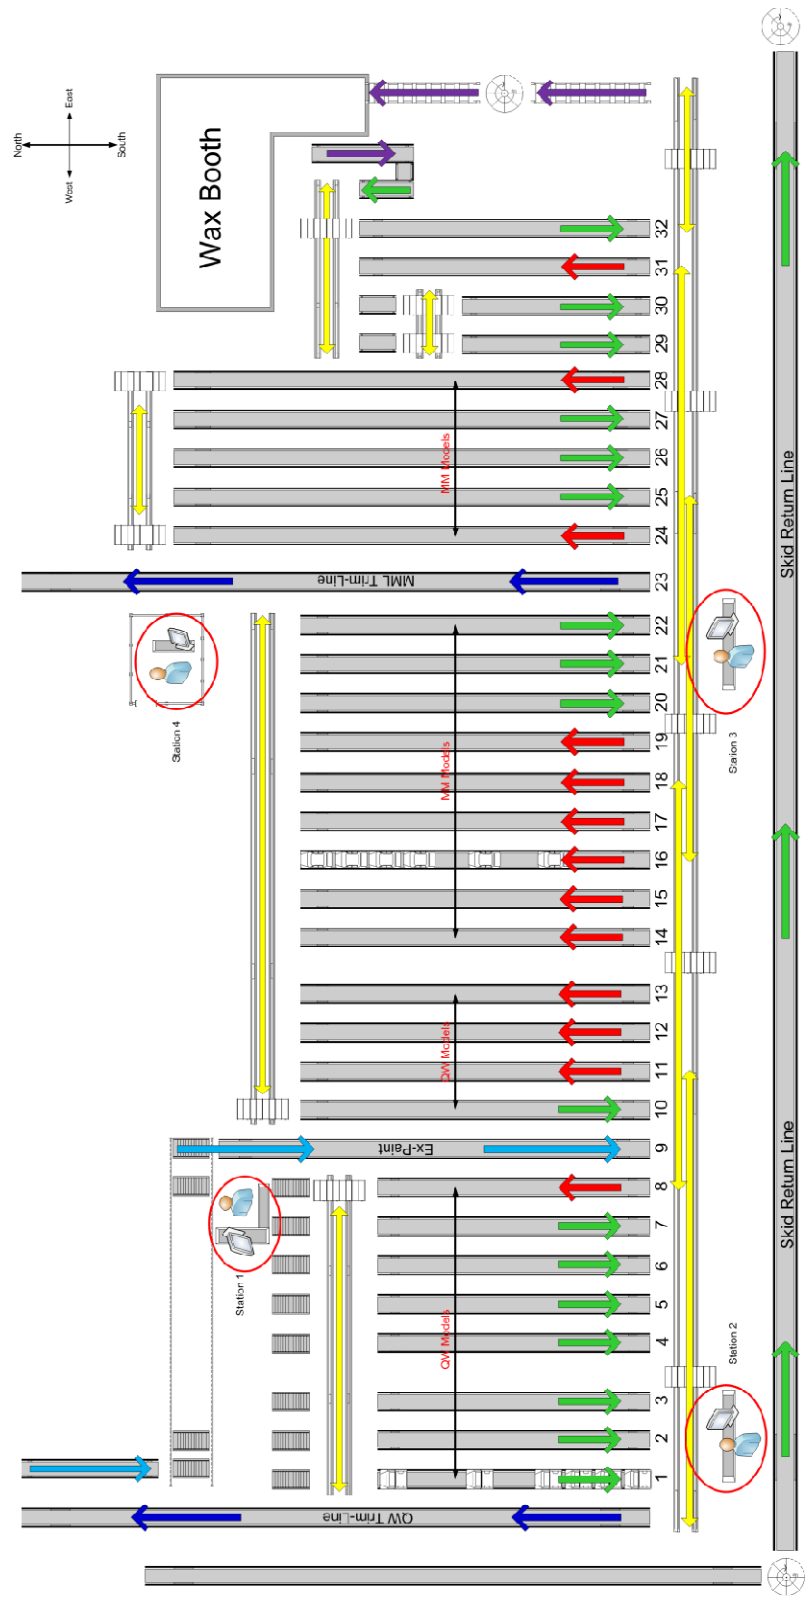 North
South
East
West
Wax Booth
32
31
30
29
28
27
26
25
24
23
22
21
20
19
18
17
16
15
14
13
12
11
10
9
8
7
6
5
4
3
2
1
MM Models
MML Trim-Line
MM Models
QW Models
Ex-Paint
QW Models
QW Trim-Line
Station 4
Station 3
Station 1
Station 2
Skid Return Line
Skid Return Line